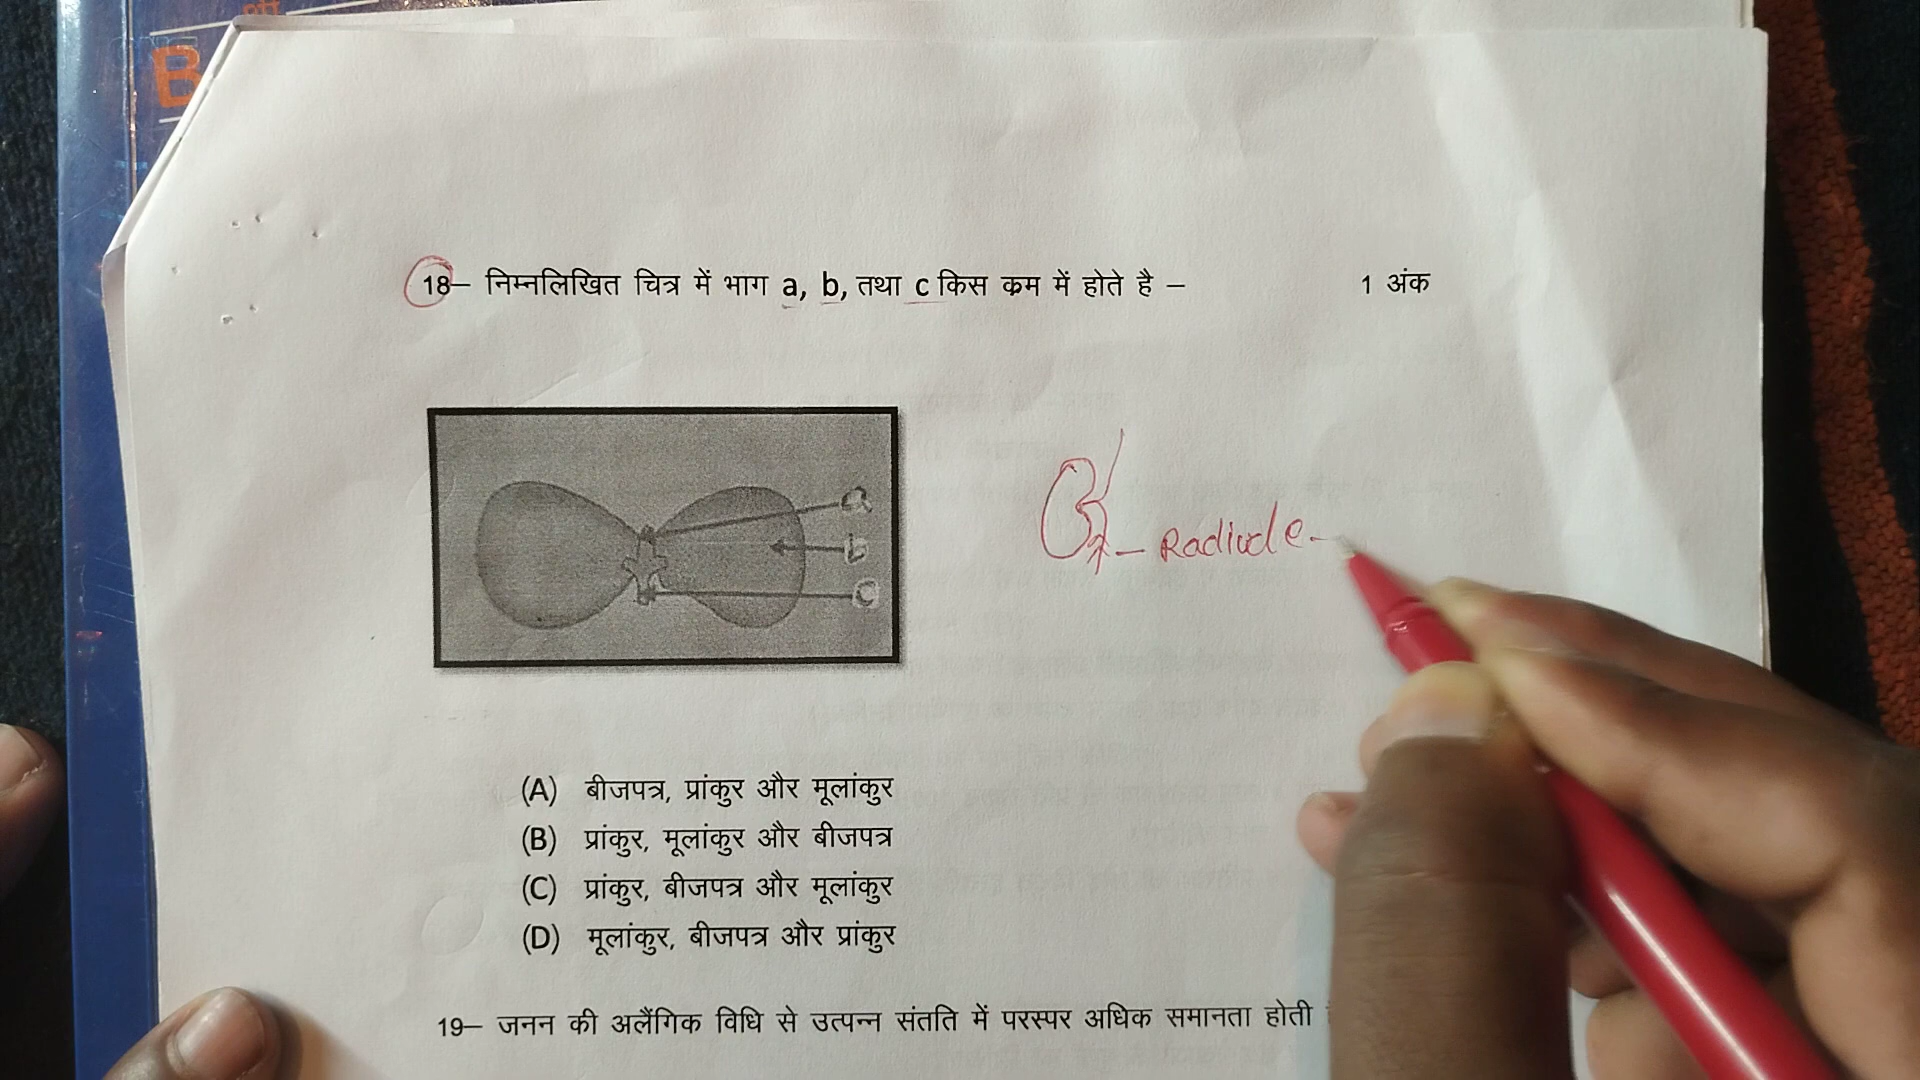 off
B
18– निम्नलिखित चित्र में भाग a, b, तथा c किस क्रम में होते है – 1 अंक
a
b
c
Radicle -
(A) बीजपत्र, प्रांकुर और मूलांकुर
(B) प्रांकुर, मूलांकुर और बीजपत्र
(C) प्रांकुर, बीजपत्र और मूलांकुर
(D) मूलांकुर, बीजपत्र और प्रांकुर
19– जनन की अलैंगिक विधि से उत्पन्न संतति में परस्पर अधिक समानता होती